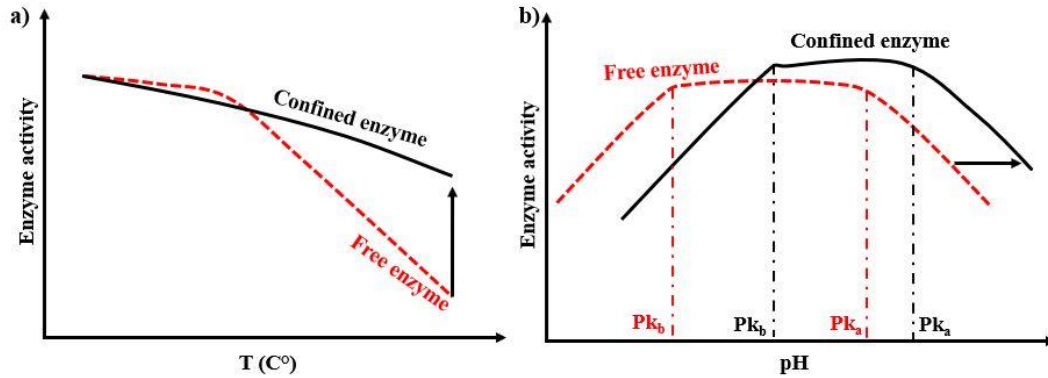 a)
Enzyme activity
Confined enzyme
Free enzyme
T (C°)
b)
Enzyme activity
Confined enzyme
Free enzyme
Pkb
Pkb
Pka
Pka
pH